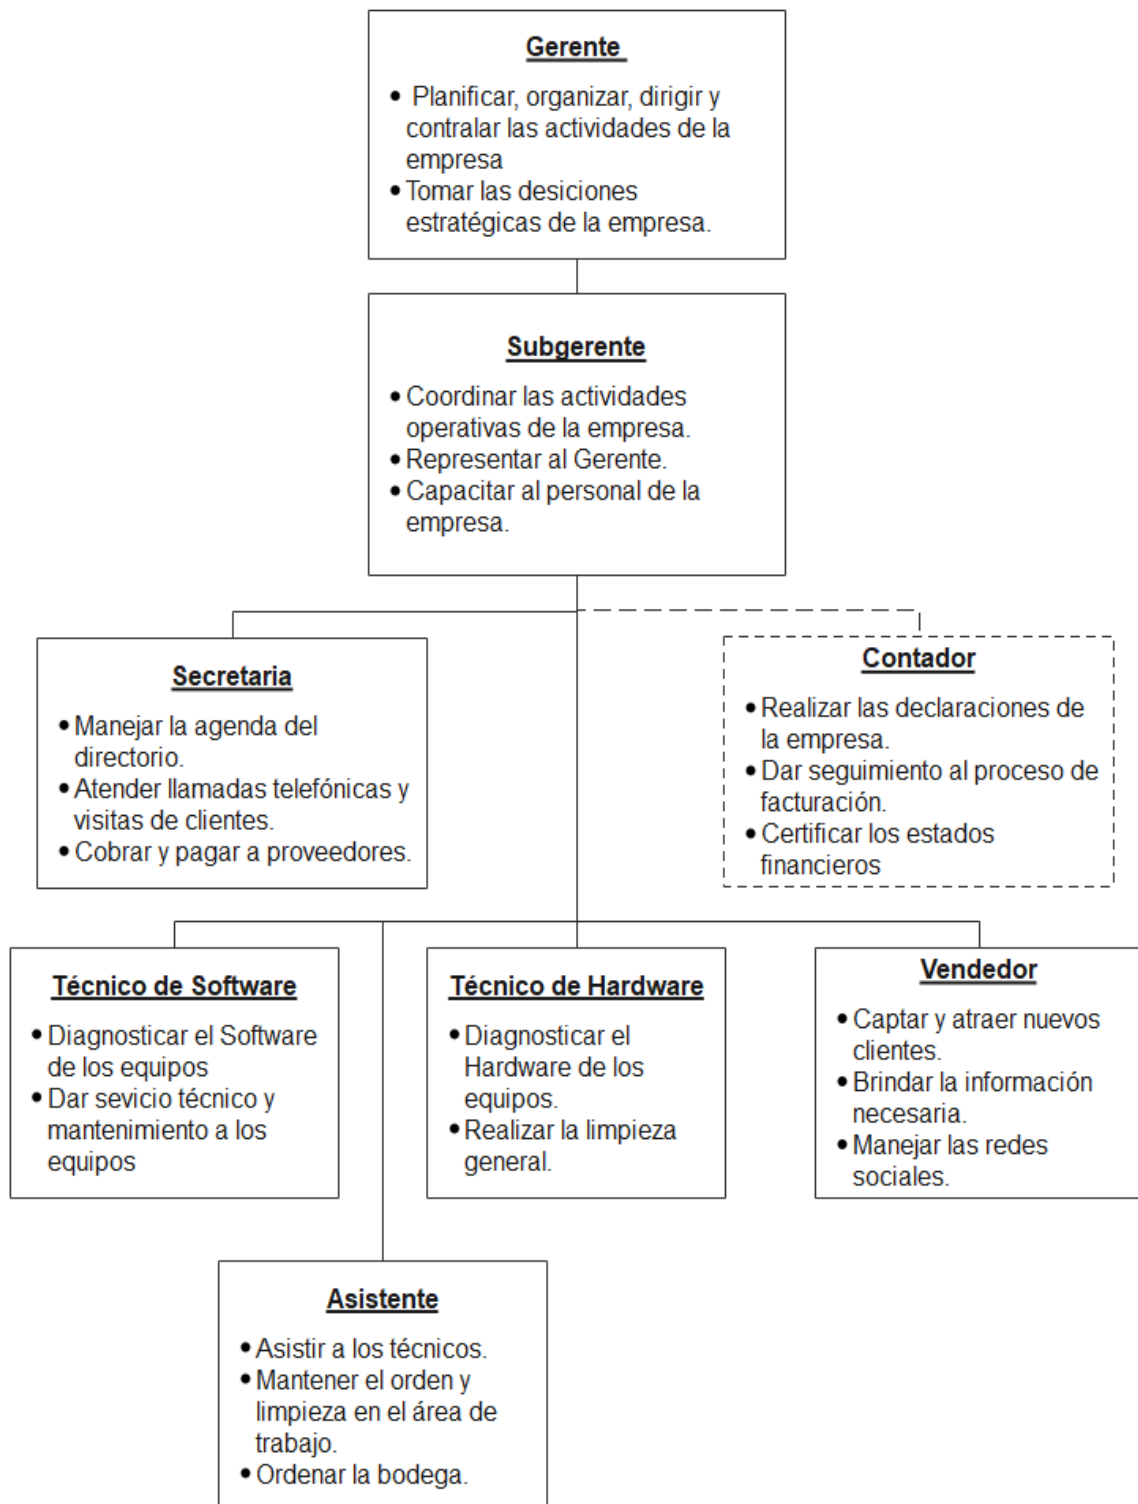 Gerente
• Planificar, organizar, dirigir y
contralar las actividades de la
empresa
• Tomar las desiciones
estratégicas de la empresa.
Subgerente
• Coordinar las actividades
operativas de la empresa.
• Representar al Gerente.
• Capacitar al personal de la
empresa.
Secretaria
• Manejar la agenda del
directorio.
• Atender llamadas telefónicas y
visitas de clientes.
• Cobrar y pagar a proveedores.
Contador
• Realizar las declaraciones de
la empresa.
• Dar seguimiento al proceso de
facturación.
• Certificar los estados
financieros
Técnico de Software
• Diagnosticar el Software
de los equipos
• Dar sevicio técnico y
mantenimiento a los
equipos
Técnico de Hardware
• Diagnosticar el
Hardware de los
equipos.
• Realizar la limpieza
general.
Vendedor
• Captar y atraer nuevos
clientes.
• Brindar la información
necesaria.
• Manejar las redes
sociales.
Asistente
• Asistir a los técnicos.
• Mantener el orden y
limpieza en el área de
trabajo.
• Ordenar la bodega.